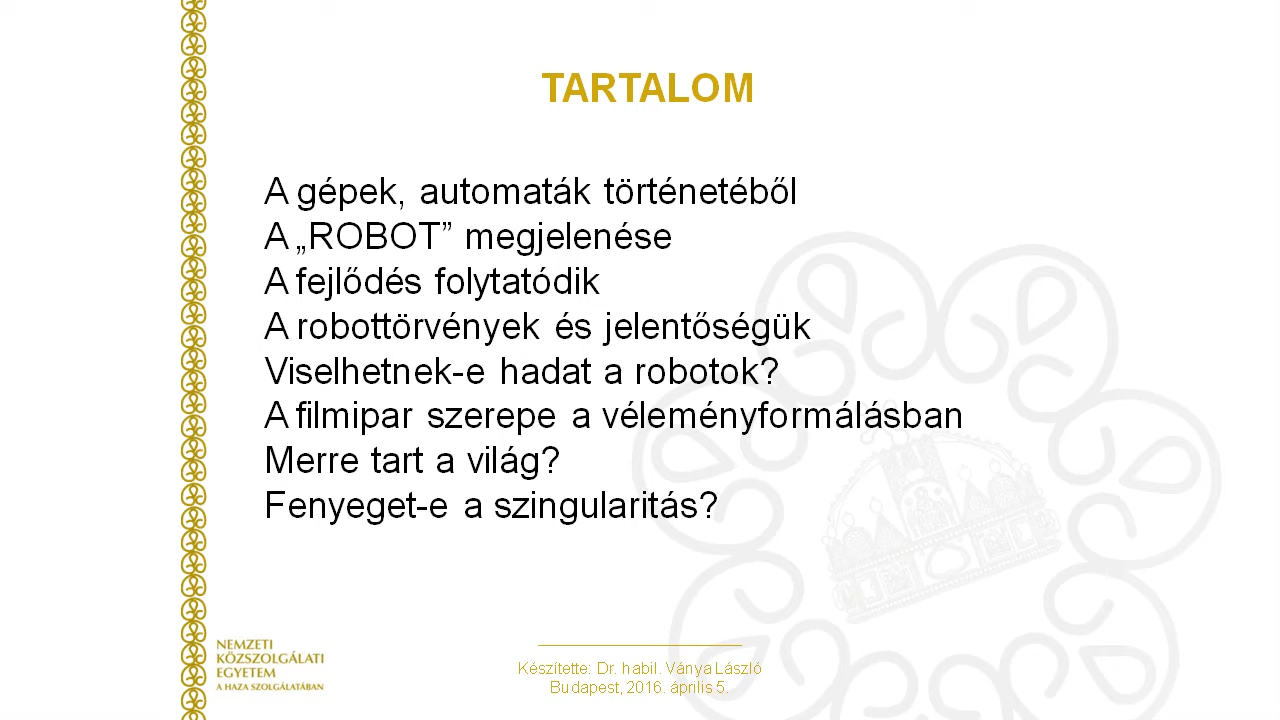 TARTALOM
A gépek, automaták történetéből
A „ROBOT” megjelenése
A fejlődés folytatódik
A robottörvények és jelentőségük
Viselhetnek-e hadat a robotok?
A filmipar szerepe a véleményformálásban
Merre tart a világ?
Fenyeget-e a szingularitás?
NEMZETI
KÖZSZOLGÁLATI
EGYETEM
A HAZA SZOLGÁLATÁBAN
Készítette: Dr. habil. Ványa László
Budapest, 2016. április 5.